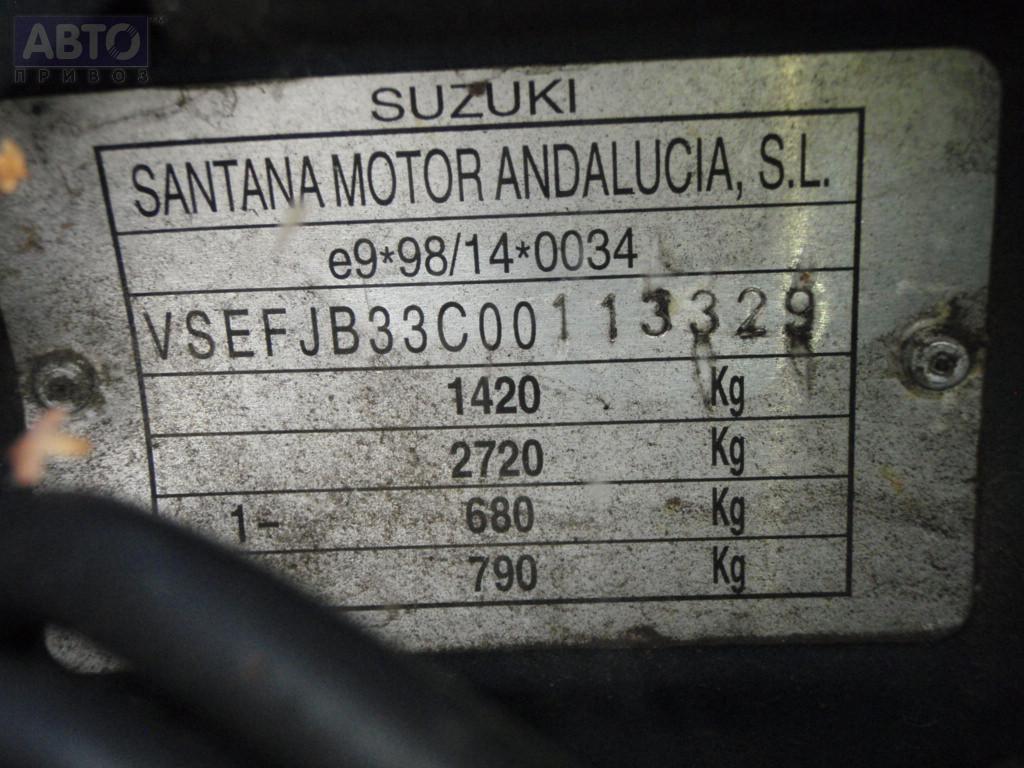 АВТО
ПРИВОЗ
SUZUKI
SANTANA MOTOR ANDALUCIA, S.L.
e9*98/14*0034
VSEFJB33C00113329
1420 Kg
2720 Kg
1- 680 Kg
790 Kg